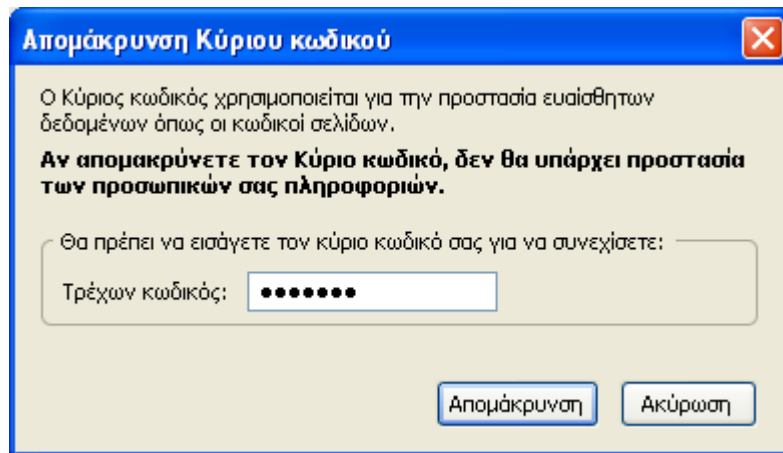 Απομάκρυνση Κύριου κωδικού
Ο Κύριος κωδικός χρησιμοποιείται για την προστασία ευαίσθητων
δεδομένων όπως οι κωδικοί σελίδων.
Αν απομακρύνετε τον Κύριο κωδικό, δεν θα υπάρχει προστασία
των προσωπικών σας πληροφοριών.
Θα πρέπει να εισάγετε τον κύριο κωδικό σας για να συνεχίσετε:
Τρέχων κωδικός: ●●●●●●●
Απομάκρυνση Ακύρωση